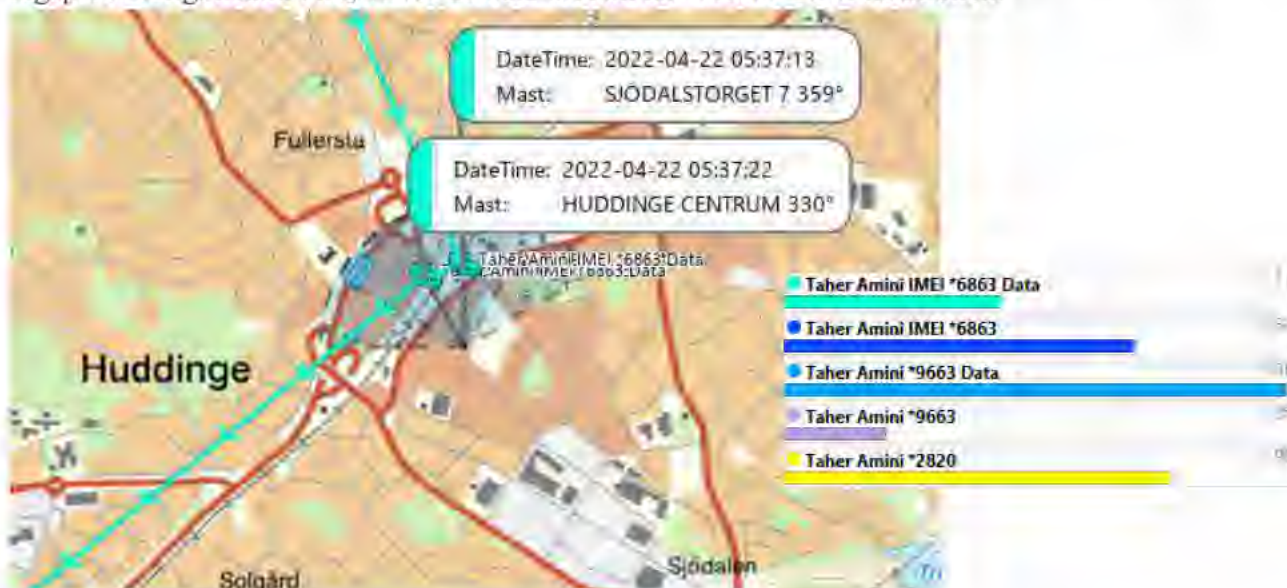 DateTime: 2022-04-22 05:37:13
Mast: SJÖDALSTORGET 7 359°
Fullersta
DateTime: 2022-04-22 05:37:22
Mast: HUDDINGE CENTRUM 330°
Taher Amini IMEI *6863 Data
Taher Amini IMEI *6863 Data
Taher Amini IMEI *6863 Data
Taher Amini IMEI *6863
Huddinge
Taher Amini *9663 Data
Taher Amini *9663
Taher Amini *2820
Sjödalen
Solgård